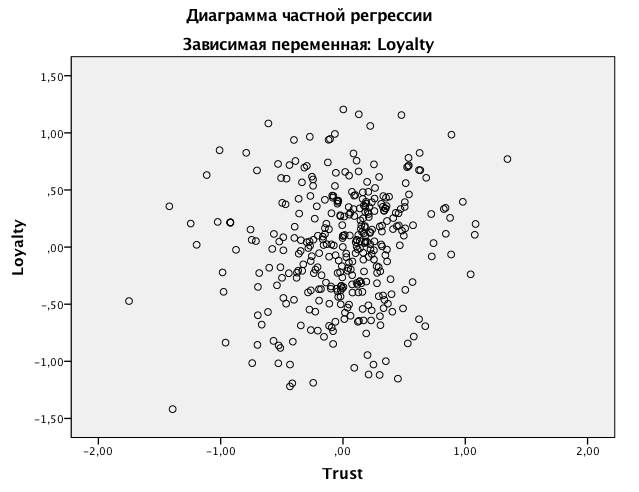 Диаграмма частной регрессии
Зависимая переменная: Loyalty
1,50
1,00
,50
,00
-,50
-1,00
-1,50
Loyalty
-2,00 -1,00 ,00 1,00 2,00
Trust